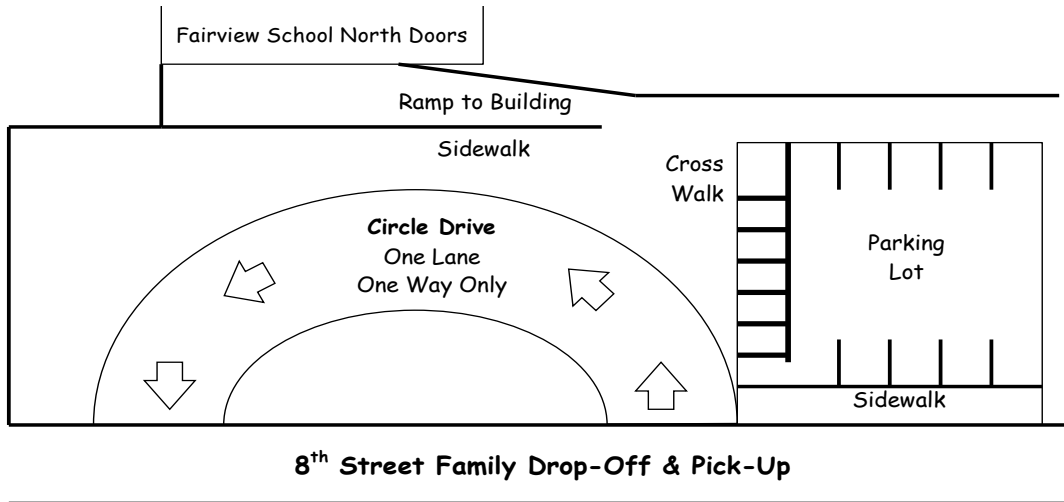 Fairview School North Doors
Ramp to Building
Sidewalk
Cross
Walk
Circle Drive
One Lane
One Way Only
Parking
Lot
Sidewalk
8th Street Family Drop-Off & Pick-Up